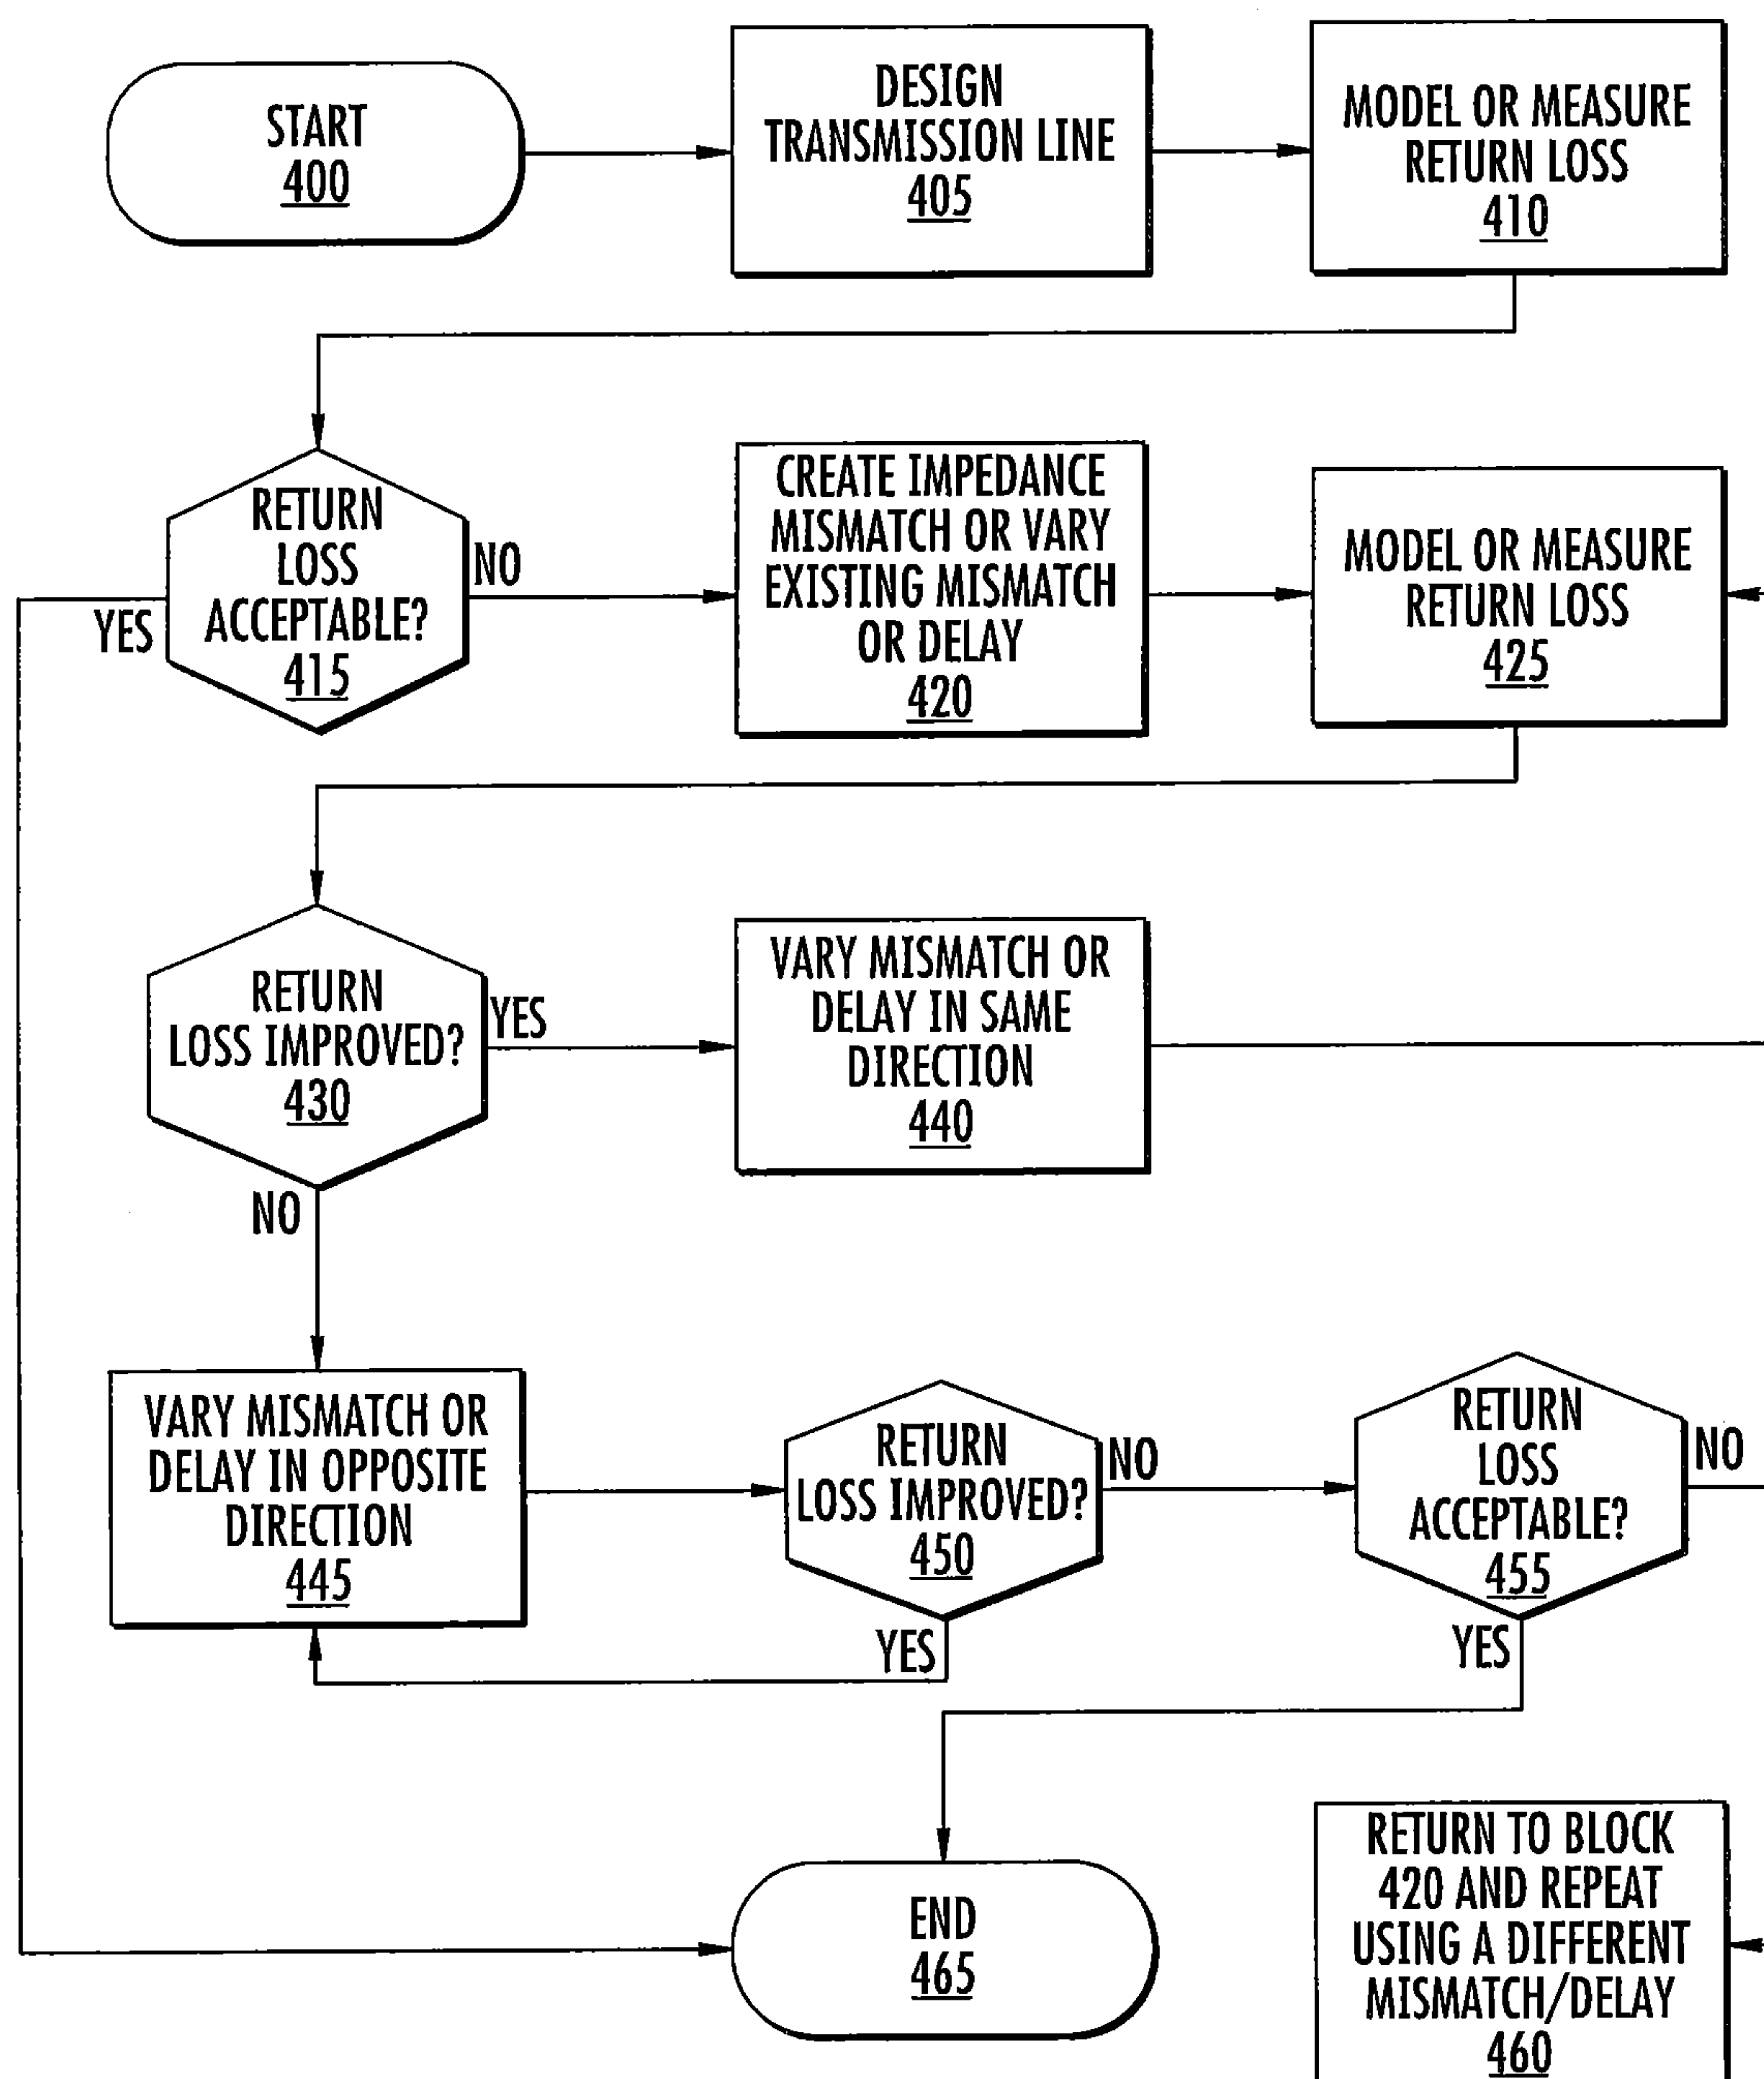 START
400
DESIGN
TRANSMISSION LINE
405
MODEL OR MEASURE
RETURN LOSS
410
RETURN
LOSS
ACCEPTABLE?
415
YES
NO
CREATE IMPEDANCE
MISMATCH OR VARY
EXISTING MISMATCH
OR DELAY
420
MODEL OR MEASURE
RETURN LOSS
425
RETURN
LOSS IMPROVED?
430
YES
NO
VARY MISMATCH OR
DELAY IN SAME
DIRECTION
440
VARY MISMATCH OR
DELAY IN OPPOSITE
DIRECTION
445
RETURN
LOSS IMPROVED?
450
NO
YES
RETURN
LOSS
ACCEPTABLE?
455
NO
YES
END
465
RETURN TO BLOCK
420 AND REPEAT
USING A DIFFERENT
MISMATCH/DELAY
460